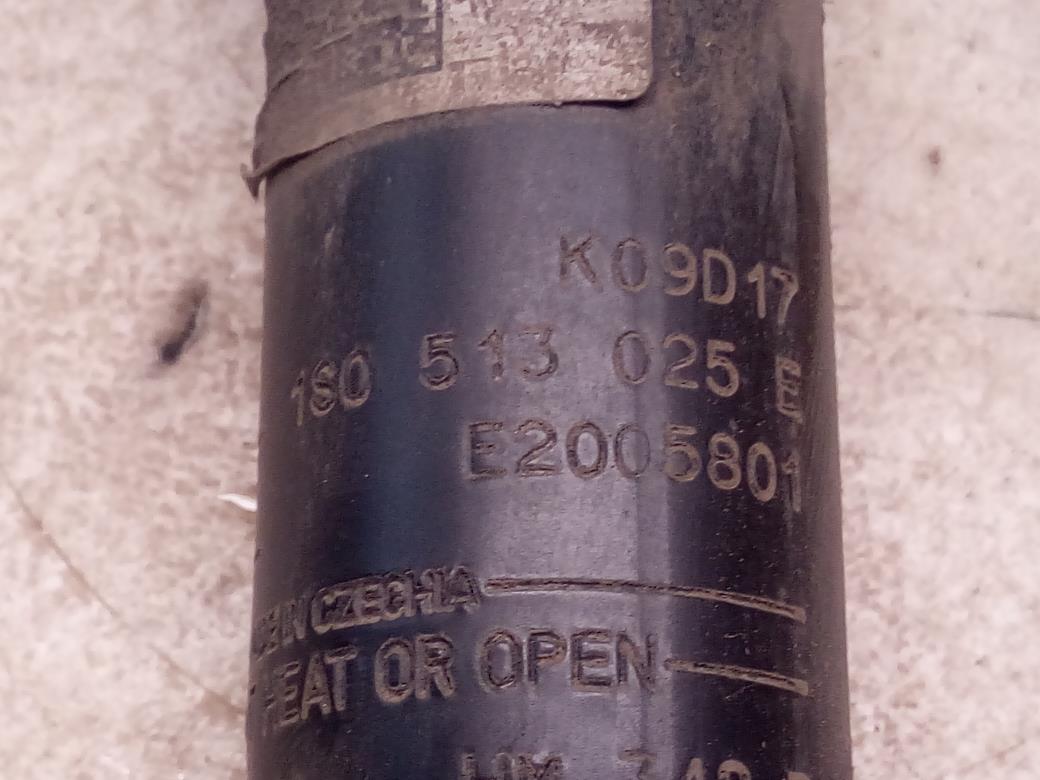 K09D17
1S0 513 025 E
E2005801
IN CZECHIA
HEAT OR OPEN